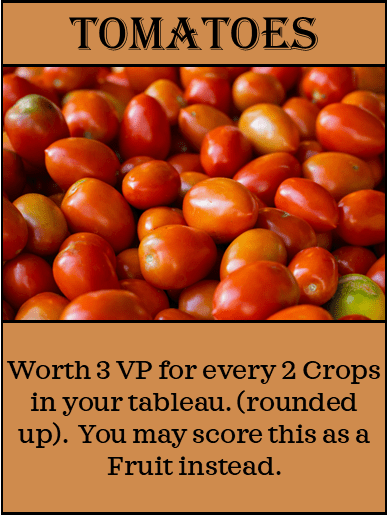 TOMATOES
Worth 3 VP for every 2 Crops
in your tableau. (rounded
up).  You may score this as a
Fruit instead.